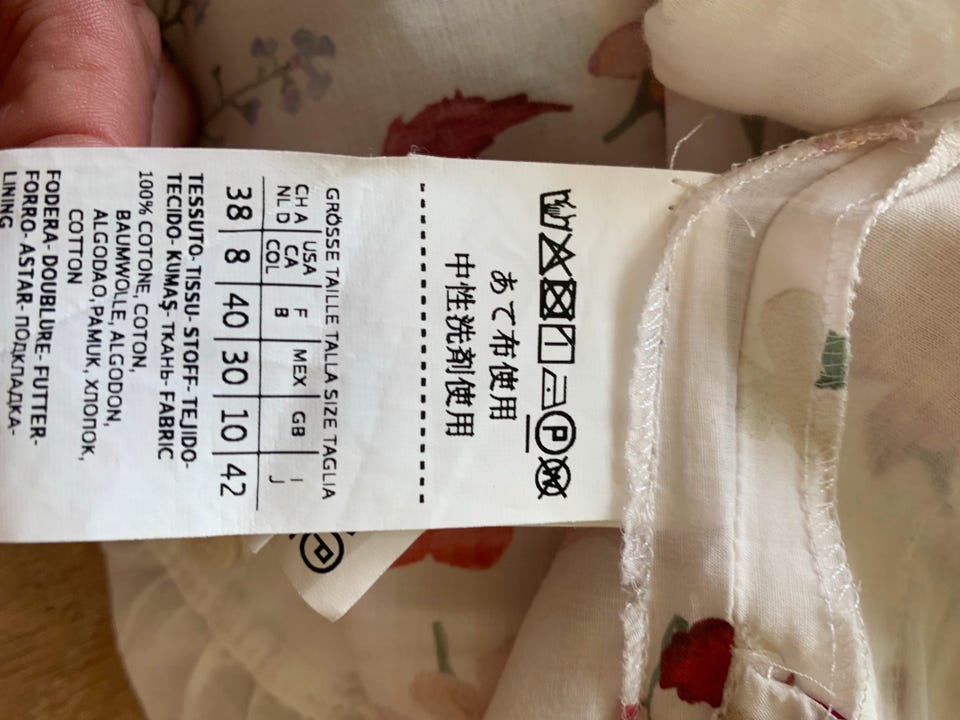 P
あて布使用
中性洗剤使用
GRÖSSE TAILLE TALLA SIZE TAGLIA
CH A USA F MEX GB I
NL D CA B J
COL
38 8 40 30 10 42
TESSUTO- TISSU- STOFF- TEJIDO-
TECIDO- KUMAŞ- ТКАНЬ- FABRIC
100% COTONE, COTON,
BAUMWOLLE, ALGODON,
ALGODAO, PAMUK, ХЛОПОК,
COTTON
FODERA- DOUBLURE- FUTTER-
FORRO- ASTAR- ПОДКЛАДКА-
LINING
P